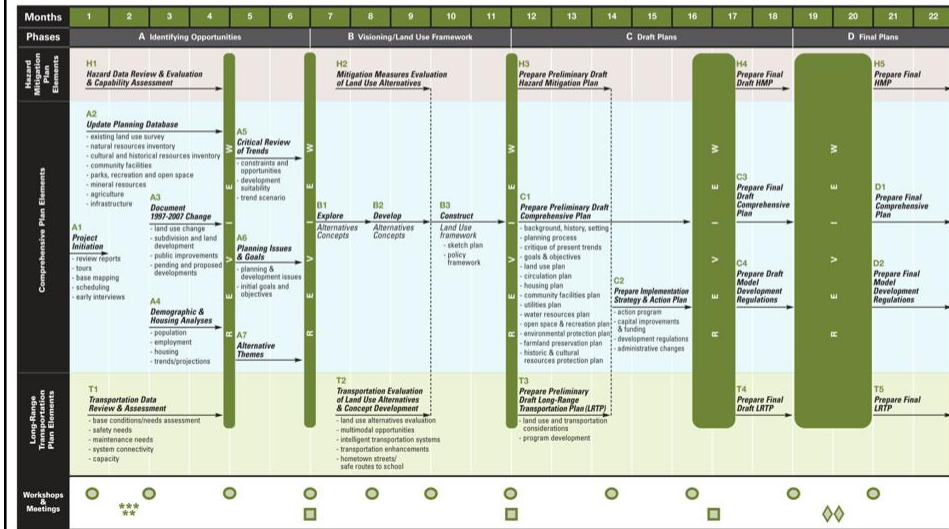 Months 1 2 3 4 5 6 7 8 9 10 11 12 13 14 15 16 17 18 19 20 21 22
Phases A Identifying Opportunities B Visioning/Land Use Framework C Draft Plans D Final Plans
Hazard
Mitigation
Plan
Elements
H1
Hazard Data Review & Evaluation
& Capability Assessment
H2
Mitigation Measures Evaluation
of Land Use Alternatives
H3
Prepare Preliminary Draft
Hazard Mitigation Plan
H4
Prepare Final
Draft HMP
H5
Prepare Final
HMP
Comprehensive Plan Elements
A1
Project
Initiation
- review reports
- tours
- base mapping
- scheduling
- early interviews
A2
Update Planning Database
- existing land use survey
- natural resources inventory
- cultural and historical resources inventory
- community facilities
- parks, recreation and open space
- mineral resources
- agriculture
- infrastructure
A3
Document
1997-2007 Change
- land use change
- subdivision and land
development
- public improvements
- pending and proposed
developments
A4
Demographic &
Housing Analyses
- population
- employment
- housing
- trends/projections
REVIEW
A5
Critical Review
of Trends
- constraints and
opportunities
- development
suitability
- trend scenario
A6
Planning Issues
& Goals
- planning &
development issues
- initial goals and
objectives
A7
Alternative
Themes
REVIEW
B1
Explore
Alternatives
Concepts
B2
Develop
Alternatives
Concepts
B3
Construct
Land Use
framework
- sketch plan
- policy
framework
REVIEW
C1
Prepare Preliminary Draft
Comprehensive Plan
- background, history, setting
- planning process
- critique of present trends
- goals & objectives
- land use plan
- circulation plan
- housing plan
- community facilities plan
- utilities plan
- water resources plan
- open space & recreation plan
- environmental protection plan
- farmland preservation plan
- historic & cultural
resources protection plan
C2
Prepare Implementation
Strategy & Action Plan
- action program
- capital improvements
& funding
- development regulations
- administrative changes
REVIEW
C3
Prepare Final
Draft
Comprehensive
Plan
C4
Prepare Draft
Model
Development
Regulations
REVIEW
D1
Prepare Final
Comprehensive
Plan
D2
Prepare Final
Model
Development
Regulations
Long-Range
Transportation
Plan Elements
T1
Transportation Data
Review & Assessment
- base conditions/needs assessment
- safety needs
- maintenance needs
- system connectivity
- capacity
T2
Transportation Evaluation
of Land Use Alternatives
& Concept Development
- land use alternatives evaluation
- multimodal opportunities
- intelligent transportation systems
- transportation enhancements
- hometown streets/
safe routes to school
T3
Prepare Preliminary
Draft Long-Range
Transportation Plan (LRTP)
- land use and transportation
considerations
- program development
T4
Prepare Final
Draft LRTP
T5
Prepare Final
LRTP
Workshops
&
Meetings
***
**